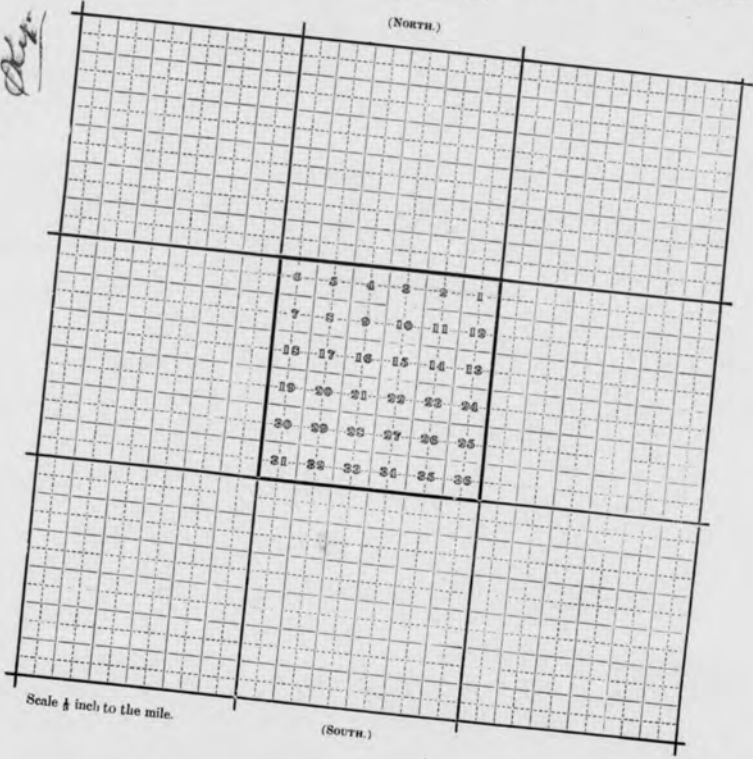 (NORTH.)
6 5 4 3 2 1
7 8 9 10 11 12
18 17 16 15 14 13
19 20 21 22 23 24
30 29 28 27 26 25
31 32 33 34 35 36
Scale inch to the mile.
(SOUTH.)